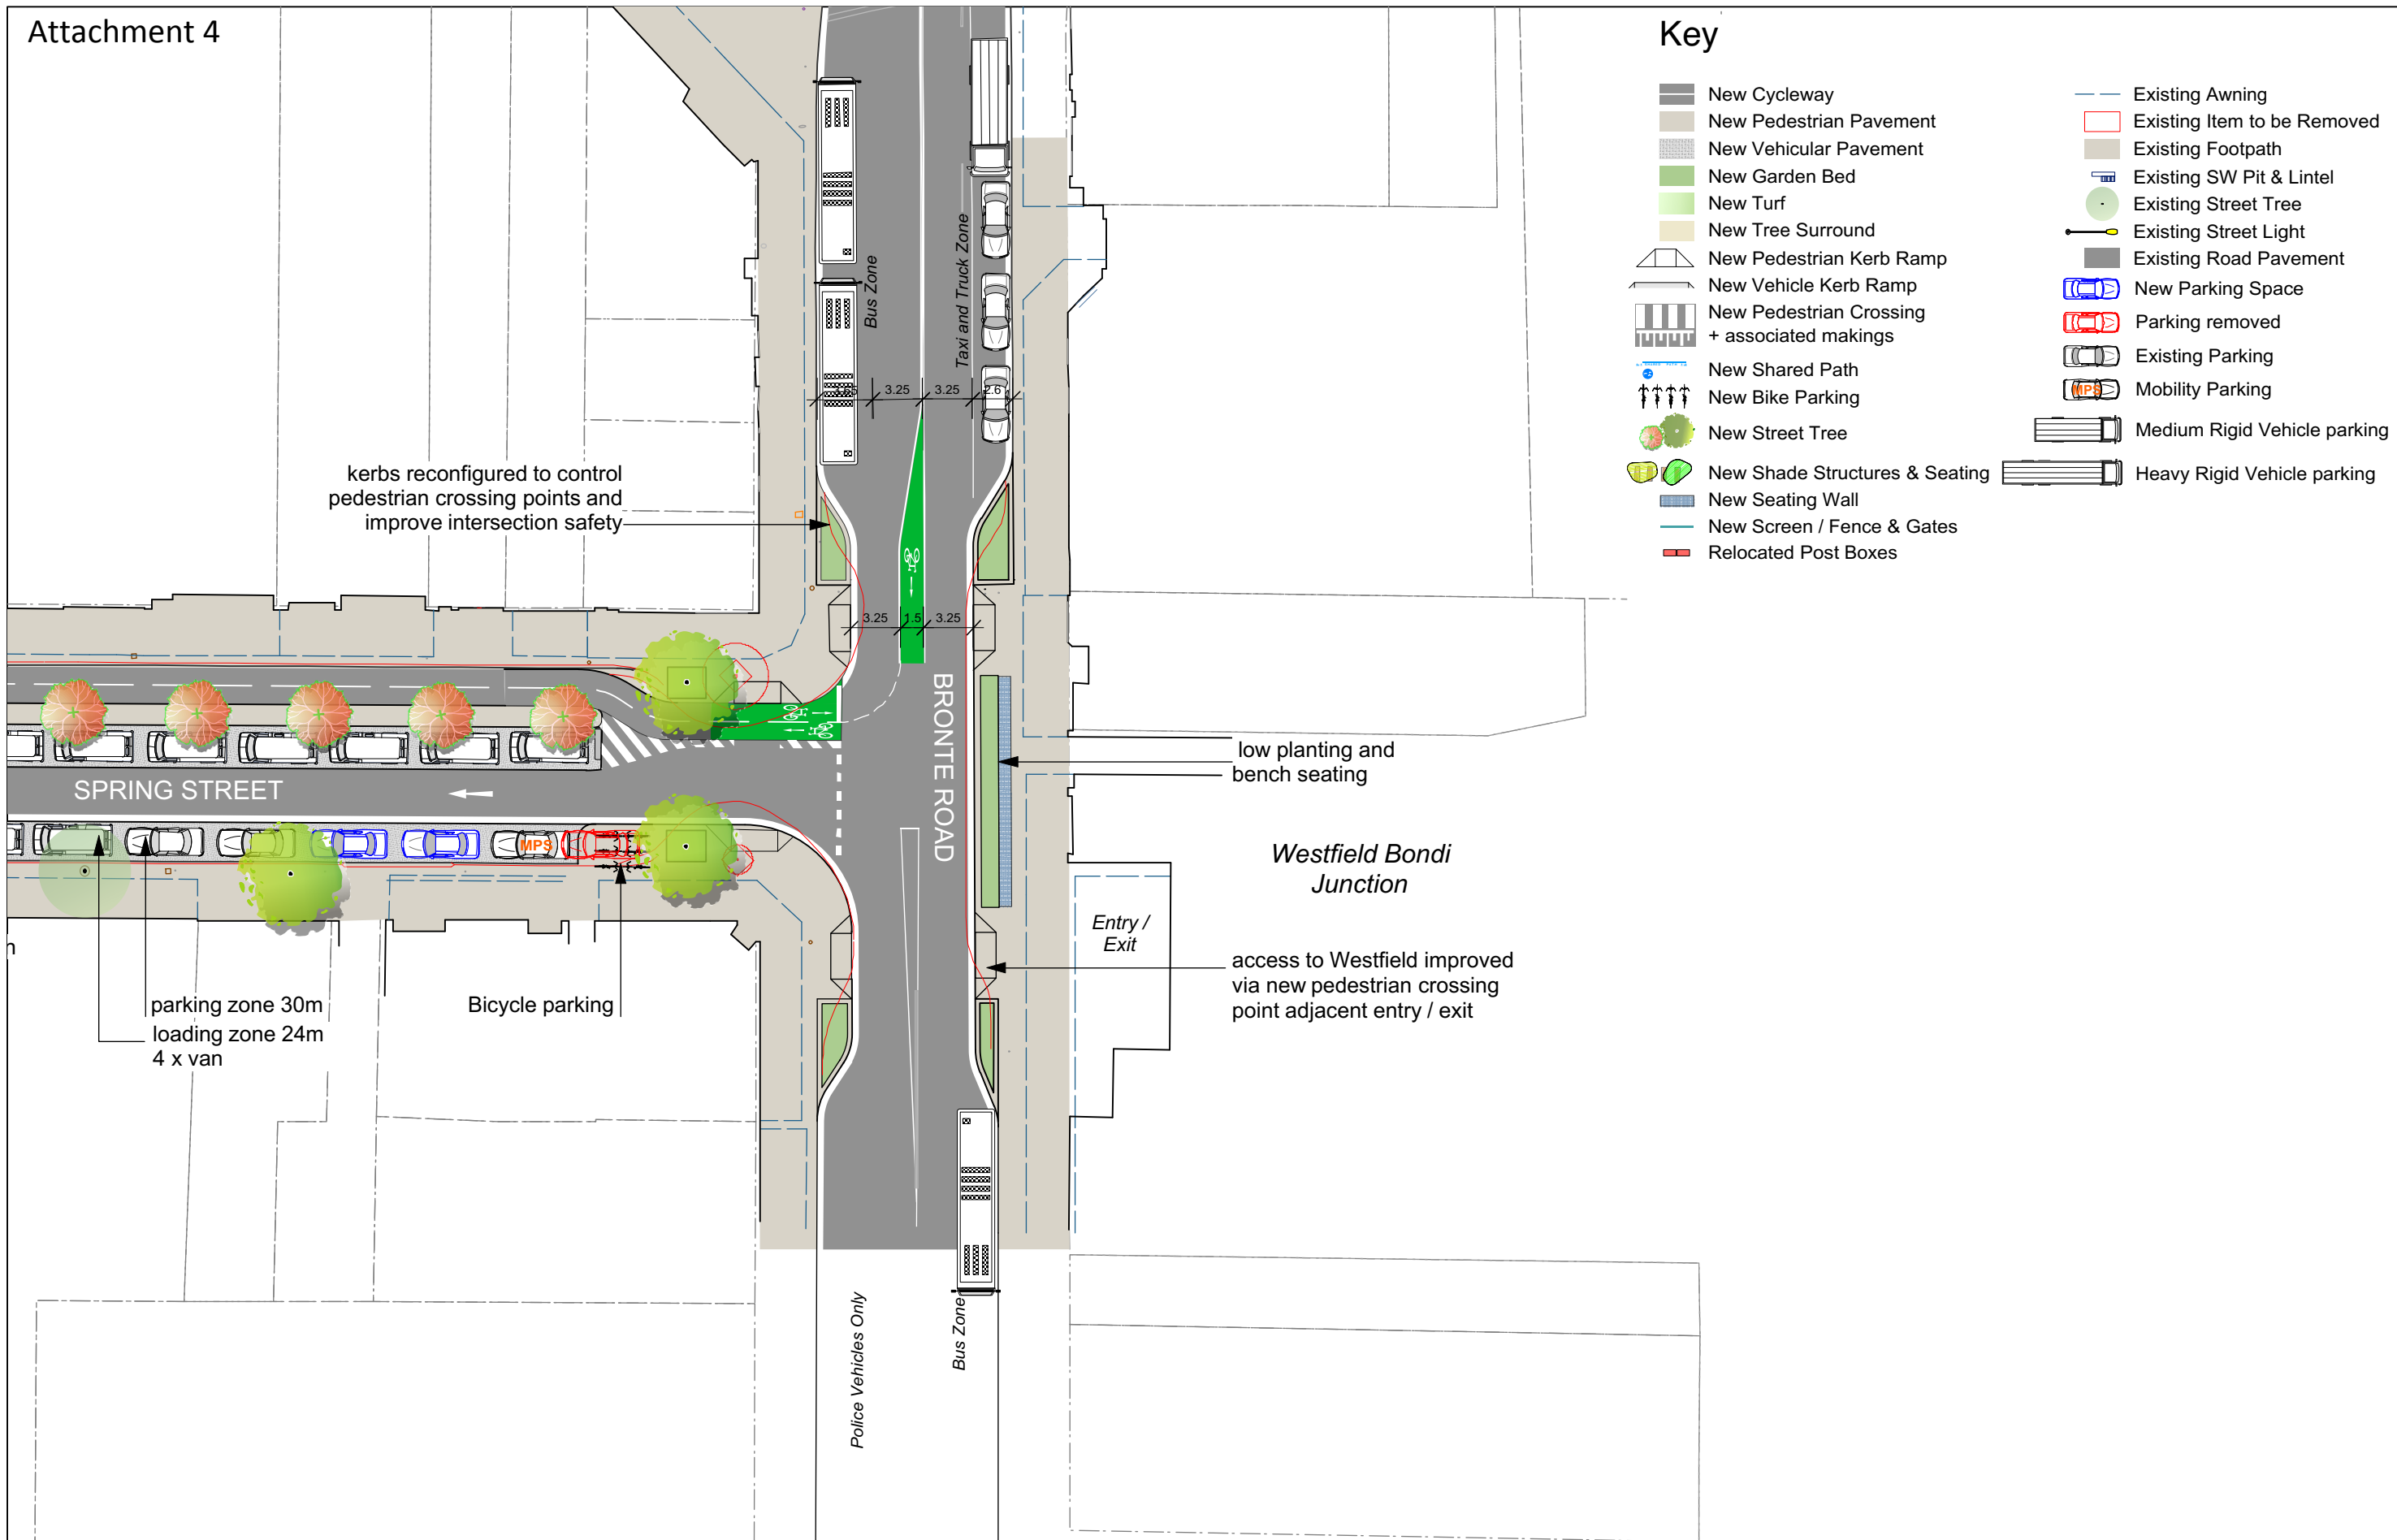 Attachment 4
Key
New Cycleway
New Pedestrian Pavement
New Vehicular Pavement
New Garden Bed
New Turf
New Tree Surround
New Pedestrian Kerb Ramp
New Vehicle Kerb Ramp
New Pedestrian Crossing
+ associated makings
New Shared Path
New Bike Parking
New Street Tree
New Shade Structures & Seating
New Seating Wall
New Screen / Fence & Gates
Relocated Post Boxes
Existing Awning
Existing Item to be Removed
Existing Footpath
Existing SW Pit & Lintel
Existing Street Tree
Existing Street Light
Existing Road Pavement
New Parking Space
Parking removed
Existing Parking
MPS
Mobility Parking
Medium Rigid Vehicle parking
Heavy Rigid Vehicle parking
Bus Zone
Taxi and Truck Zone
3.65
3.25
3.25
2.6
kerbs reconfigured to control
pedestrian crossing points and
improve intersection safety
3.25
1.5
3.25
BRONTE ROAD
SPRING STREET
MPS
low planting and
bench seating
Westfield Bondi
Junction
Entry /
Exit
access to Westfield improved
via new pedestrian crossing
point adjacent entry / exit
parking zone 30m
loading zone 24m
4 x van
Bicycle parking
Police Vehicles Only
Bus Zone